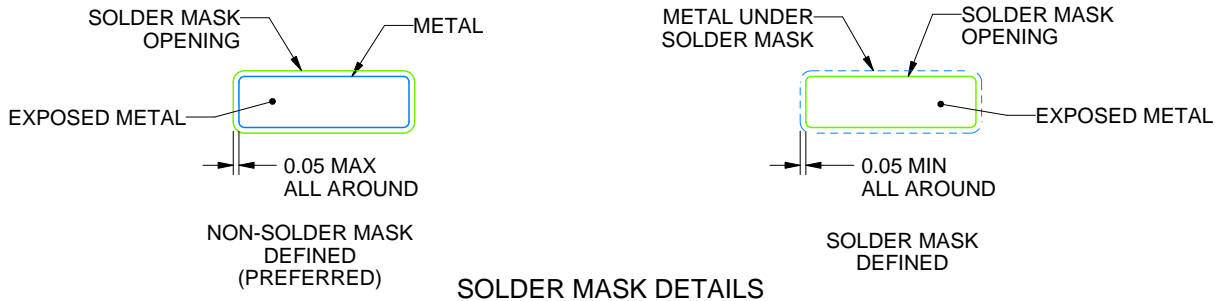 SOLDER MASK
OPENING
METAL
EXPOSED METAL
0.05 MAX
ALL AROUND
NON-SOLDER MASK
DEFINED
(PREFERRED)
METAL UNDER
SOLDER MASK
SOLDER MASK
OPENING
EXPOSED METAL
0.05 MIN
ALL AROUND
SOLDER MASK
DEFINED
SOLDER MASK DETAILS